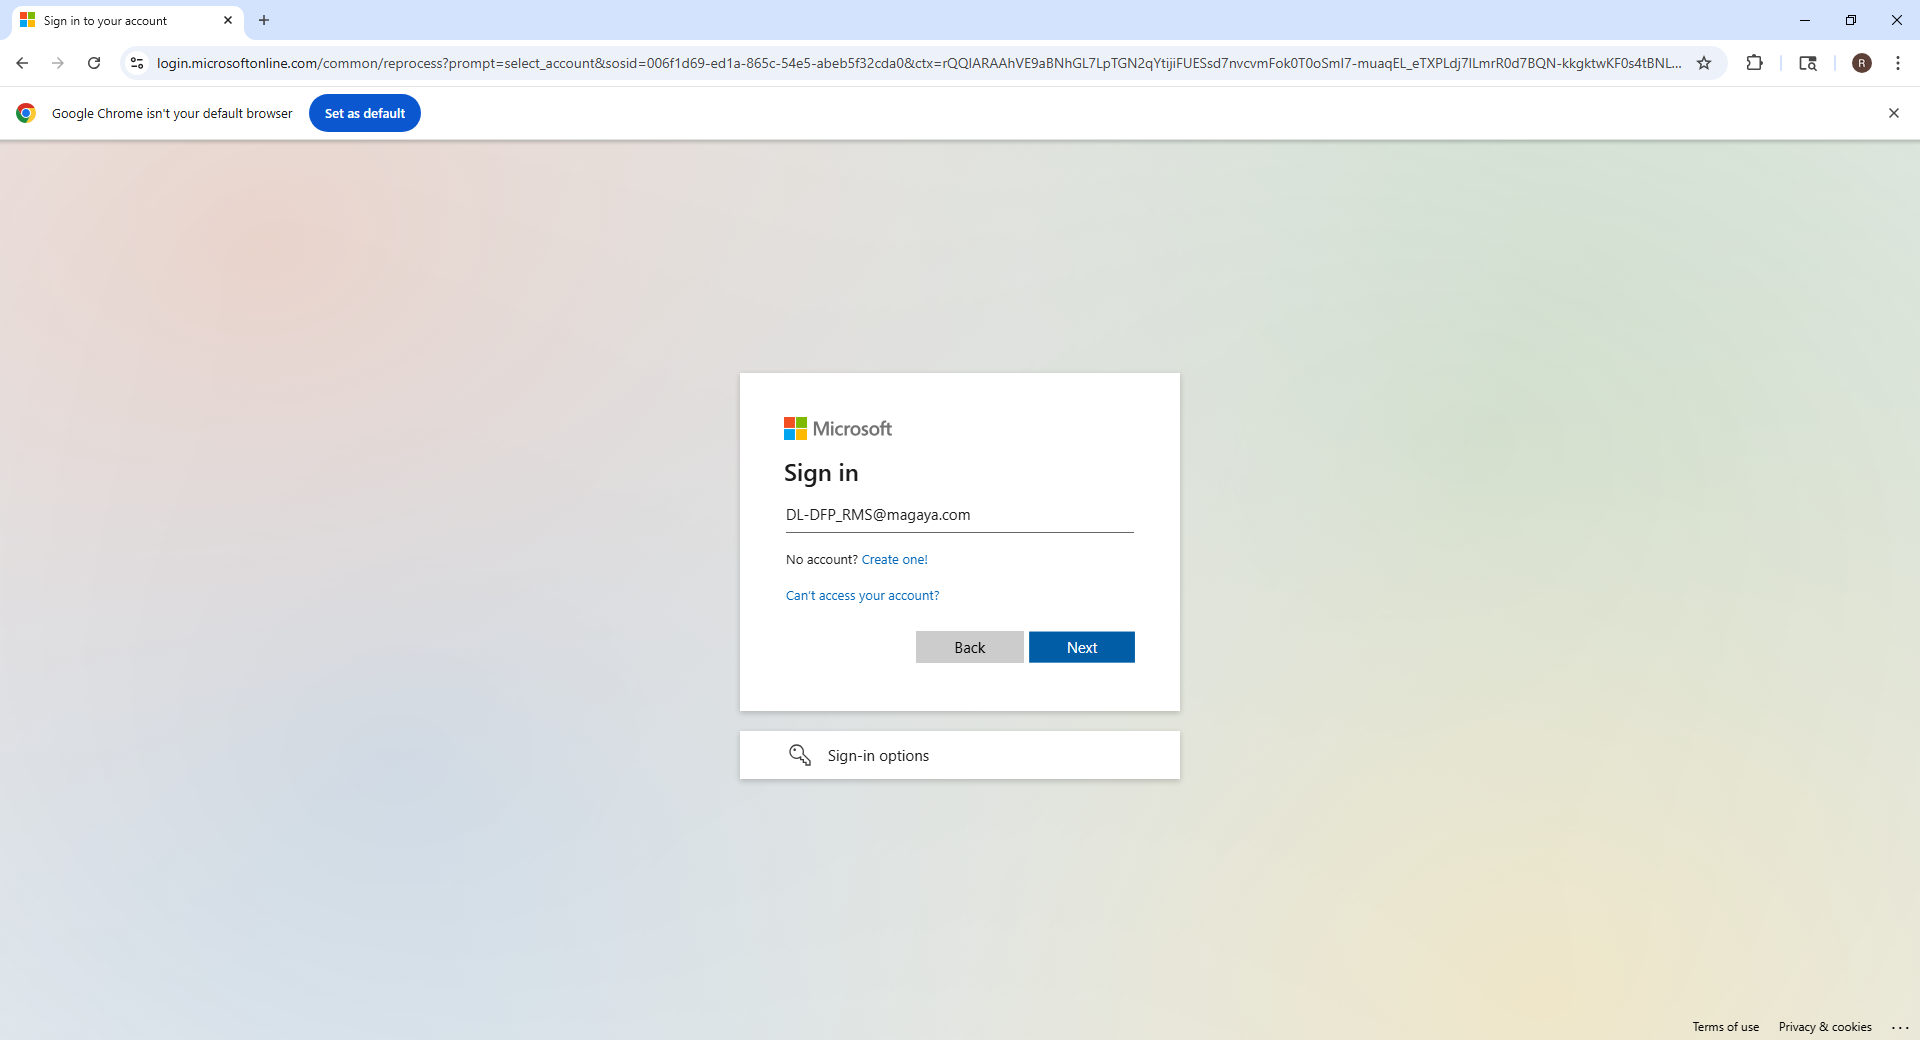 Sign in to your account
login.microsoftonline.com/common/reprocess?prompt=select_account&sosid=006f1d69-ed1a-865c-54e5-abeb5f32cda0&ctx=rQQIARAAhVE9aBNhGL7LpTGN2qYtijiFUESsd7nvcvmFok0T0oSmI7-muaqEL_eTXPLdj7lLmrR0d7BQN-kkgktwKF0s4tBNL...
Google Chrome isn't your default browser
Set as default
Microsoft
Sign in
DL-DFP_RMS@magaya.com
No account? Create one!
Can't access your account?
Back
Next
Sign-in options
Terms of use
Privacy & cookies
...